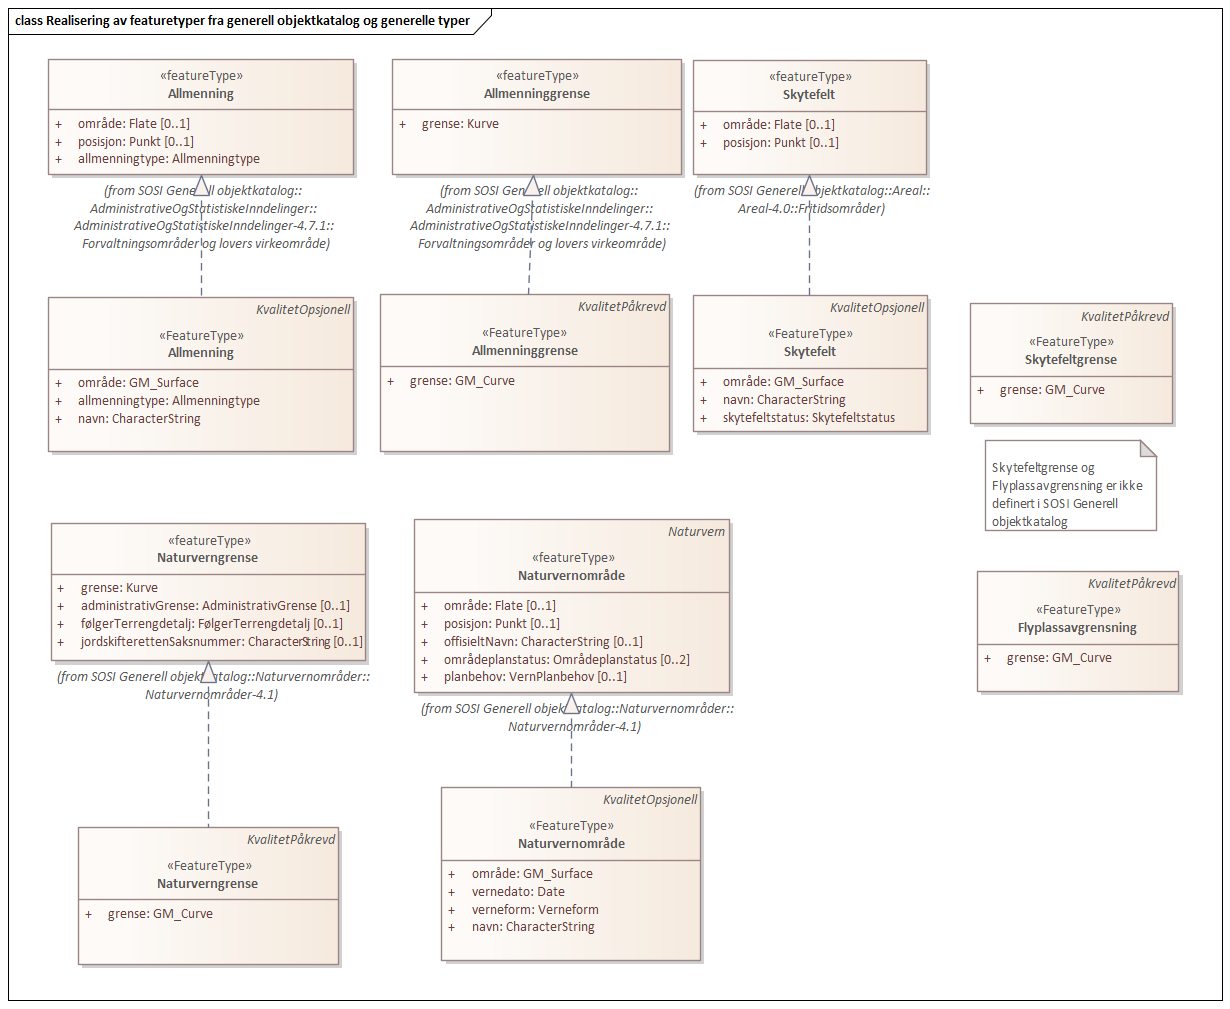 class Realisering av featuretyper fra generell objektkatalog og generelle typer
«featureType»
Allmenning
+ område: Flate [0..1]
+ posisjon: Punkt [0..1]
+ allmenningtype: Allmenningtype
(from SOSI Generell objektkatalog::
AdministrativeOgStatistiskeInndelinger::
AdministrativeOgStatistiskeInndelinger-4.7.1::
Forvaltningsområder og lovers virkeområde)
«featureType»
Allmenninggrense
+ grense: Kurve
(from SOSI Generell objektkatalog::
AdministrativeOgStatistiskeInndelinger::
AdministrativeOgStatistiskeInndelinger-4.7.1::
Forvaltningsområder og lovers virkeområde)
«featureType»
Skytefelt
+ område: Flate [0..1]
+ posisjon: Punkt [0..1]
(from SOSI Generell objektkatalog::Areal::
Areal-4.0::Fritidsområder)
KvalitetOpsjonell
«FeatureType»
Allmenning
+ område: GM_Surface
+ allmenningtype: Allmenningtype
+ navn: CharacterString
KvalitetPåkrevd
«FeatureType»
Allmenninggrense
+ grense: GM_Curve
KvalitetOpsjonell
«FeatureType»
Skytefelt
+ område: GM_Surface
+ navn: CharacterString
+ skytefeltstatus: Skytefeltstatus
KvalitetPåkrevd
«FeatureType»
Skytefeltgrense
+ grense: GM_Curve
Skytefeltgrense og
Flyplassavgrensning er ikke
definert i SOSI Generell
objektkatalog
«featureType»
Naturverngrense
+ grense: Kurve
+ administrativGrense: AdministrativGrense [0..1]
+ følgerTerrengdetalj: FølgerTerrengdetalj [0..1]
+ jordskifterettenSaksnummer: CharacterString [0..1]
(from SOSI Generell objektkatalog::Naturvernområder::
Naturvernområder-4.1)
Naturvern
«featureType»
Naturvernområde
+ område: Flate [0..1]
+ posisjon: Punkt [0..1]
+ offisieltNavn: CharacterString [0..1]
+ områdeplanstatus: Områdeplanstatus [0..2]
+ planbehov: VernPlanbehov [0..1]
(from SOSI Generell objektkatalog::Naturvernområder::
Naturvernområder-4.1)
KvalitetPåkrevd
«FeatureType»
Flyplassavgrensning
+ grense: GM_Curve
KvalitetPåkrevd
«FeatureType»
Naturverngrense
+ grense: GM_Curve
KvalitetOpsjonell
«FeatureType»
Naturvernområde
+ område: GM_Surface
+ vernedato: Date
+ verneform: Verneform
+ navn: CharacterString